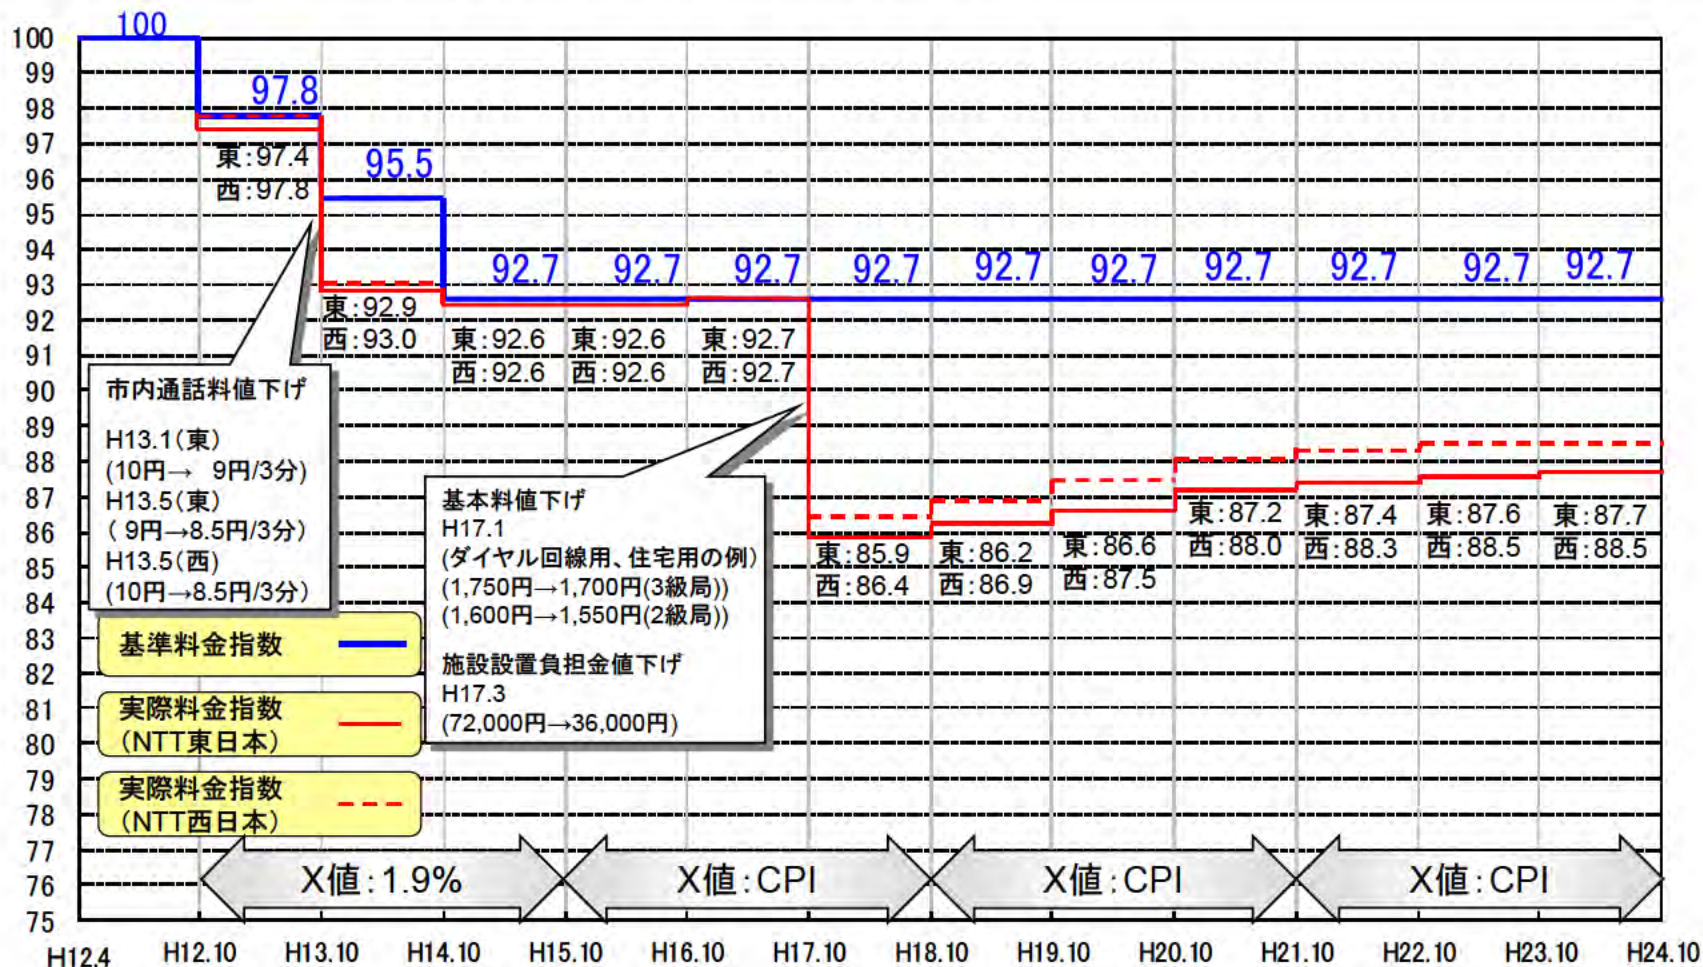 100
99
98
97
96
95
94
93
92
91
90
89
88
87
86
85
84
83
82
81
80
79
78
77
76
75
100
97.8
95.5
92.7
92.7
92.7
92.7
92.7
92.7
92.7
92.7
92.7
92.7
東:97.4
西:97.8
東:92.9
西:93.0
東:92.6
西:92.6
東:92.6
西:92.6
東:92.7
西:92.7
東:85.9
西:86.4
東:86.2
西:86.9
東:86.6
西:87.5
東:87.2
西:88.0
東:87.4
西:88.3
東:87.6
西:88.5
東:87.7
西:88.5
市内通話料値下げ
H13.1(東)
(10円→ 9円/3分)
H13.5(東)
( 9円→8.5円/3分)
H13.5(西)
(10円→8.5円/3分)
基本料値下げ
H17.1
(ダイヤル回線用、住宅用の例)
(1,750円→1,700円(3級局))
(1,600円→1,550円(2級局))
施設設置負担金値下げ
H17.3
(72,000円→36,000円)
基準料金指数
実際料金指数
(NTT東日本)
実際料金指数
(NTT西日本)
X値:1.9%
X値:CPI
X値:CPI
X値:CPI
H12.4
H12.10
H13.10
H14.10
H15.10
H16.10
H17.10
H18.10
H19.10
H20.10
H21.10
H22.10
H23.10
H24.10